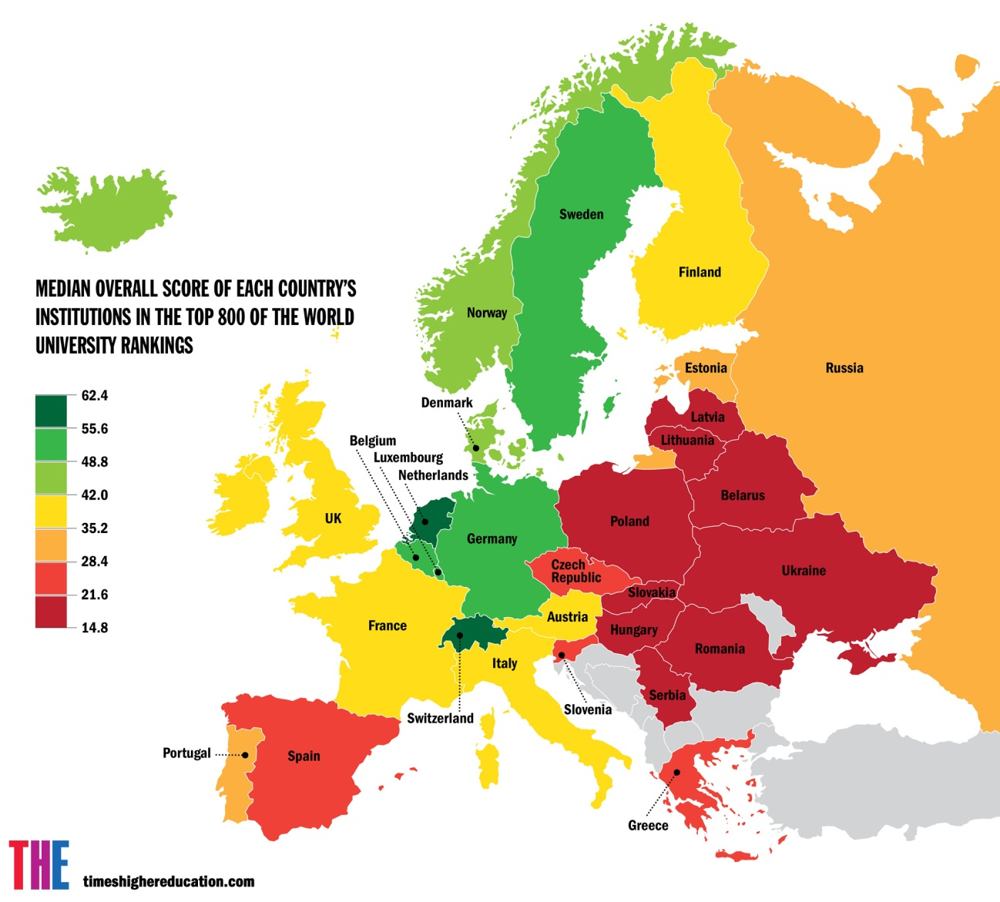 MEDIAN OVERALL SCORE OF EACH COUNTRY'S
INSTITUTIONS IN THE TOP 800 OF THE WORLD
UNIVERSITY RANKINGS
62.4
55.6
48.8
42.0
35.2
28.4
21.6
14.8
Sweden
Finland
Norway
Russia
Estonia
Denmark
Latvia
Belgium
Lithuania
Luxembourg
Netherlands
Belarus
UK
Poland
Germany
Czech
Republic
Ukraine
Slovakia
Austria
France
Hungary
Romania
Italy
Serbia
Slovenia
Switzerland
Portugal
Spain
Greece
THE
timeshighereducation.com